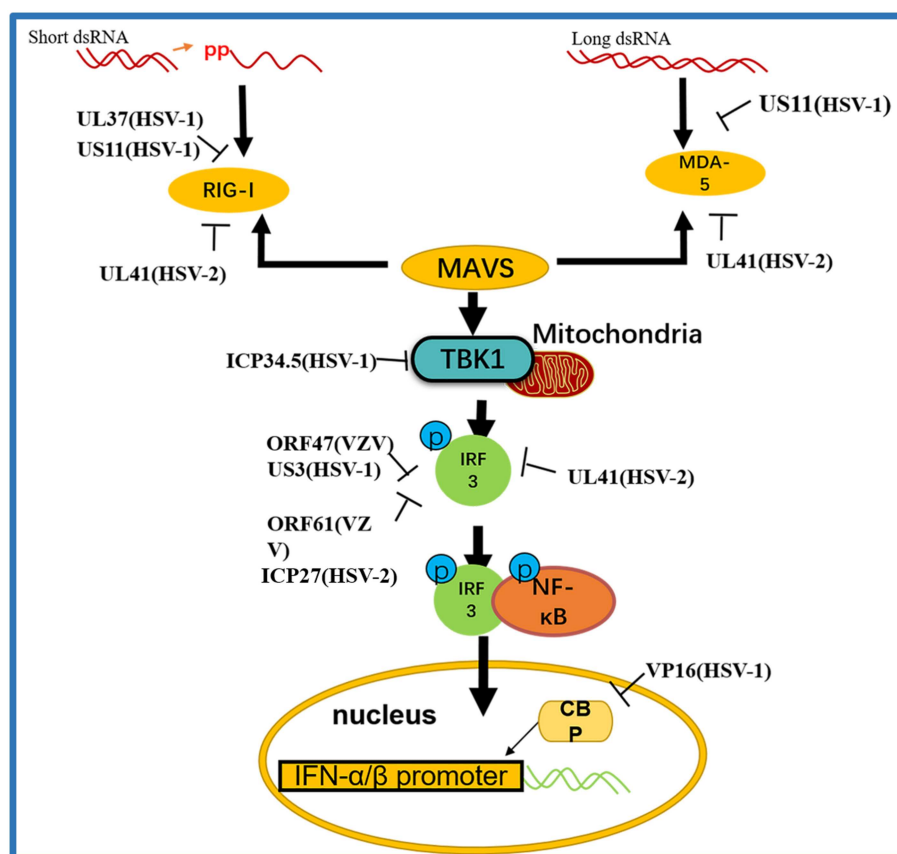 Short dsRNA
pp
Long dsRNA
UL37(HSV-1)
US11(HSV-1)
US11(HSV-1)
RIG-I
MDA-
5
UL41(HSV-2)
UL41(HSV-2)
MAVS
Mitochondria
TBK1
ICP34.5(HSV-1)
p
ORF47(VZV)
US3(HSV-1)
IRF
3
UL41(HSV-2)
ORF61(VZ
V)
ICP27(HSV-2)
p
IRF
3
p
NF-
κB
VP16(HSV-1)
nucleus
CB
P
IFN-α/β promoter